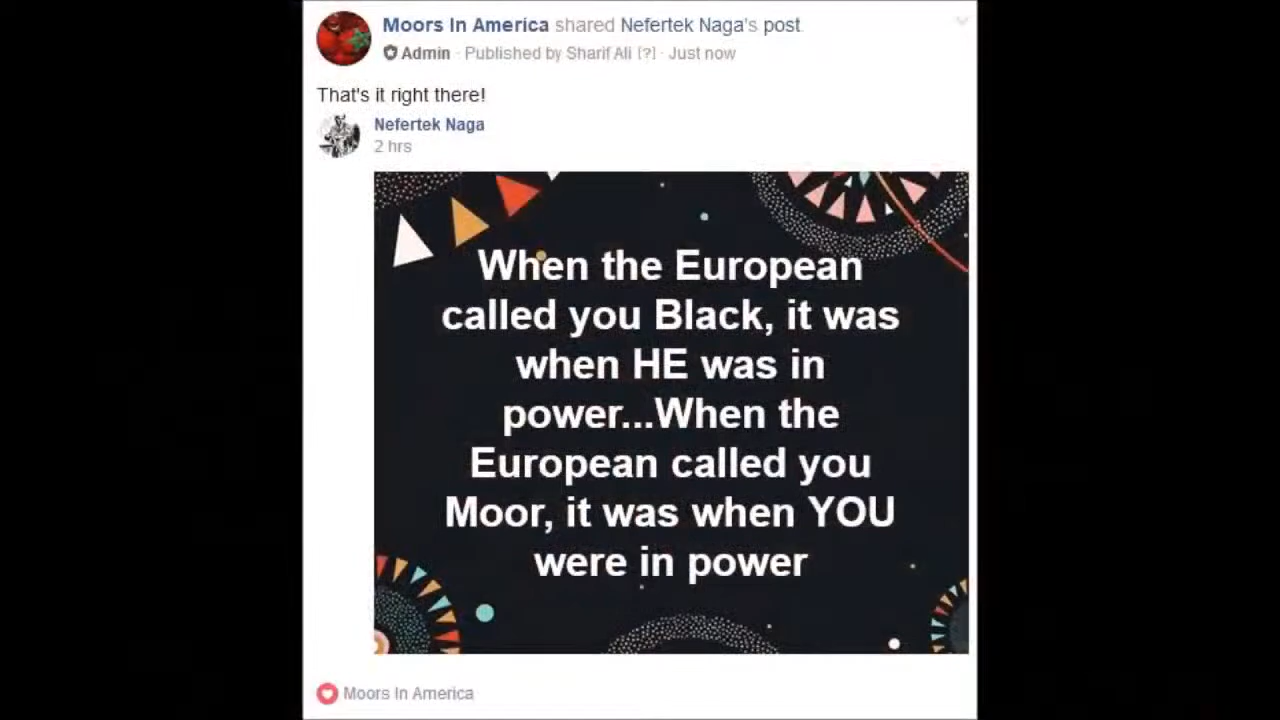 Moors In America shared Nefertek Naga's post.
Admin · Published by Sharif Ali [?] · Just now
That's it right there!
Nefertek Naga
2 hrs
When the European
called you Black, it was
when HE was in
power...When the
European called you
Moor, it was when YOU
were in power
Moors In America